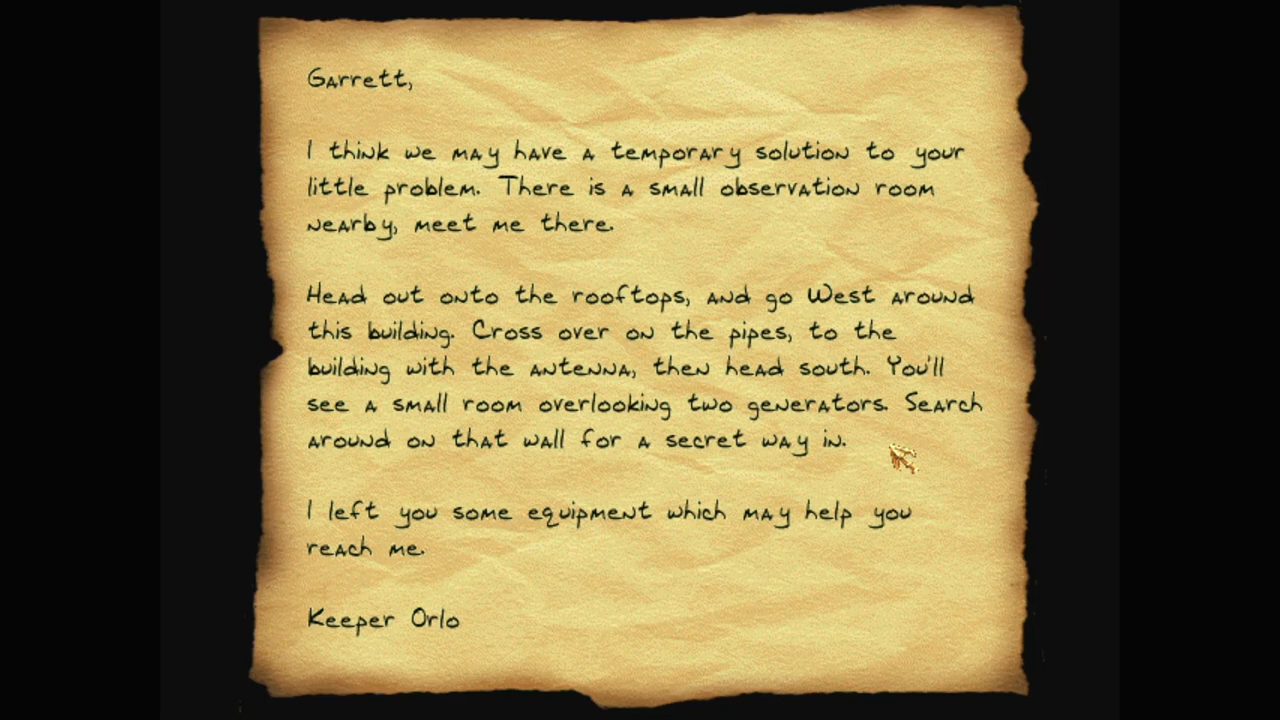 Garrett,
I think we may have a temporary solution to your
little problem. There is a small observation room
nearby, meet me there.
Head out onto the rooftops, and go West around
this building. Cross over on the pipes, to the
building with the antenna, then head south. You'll
see a small room overlooking two generators. Search
around on that wall for a secret way in.
I left you some equipment which may help you
reach me.
Keeper Orlo